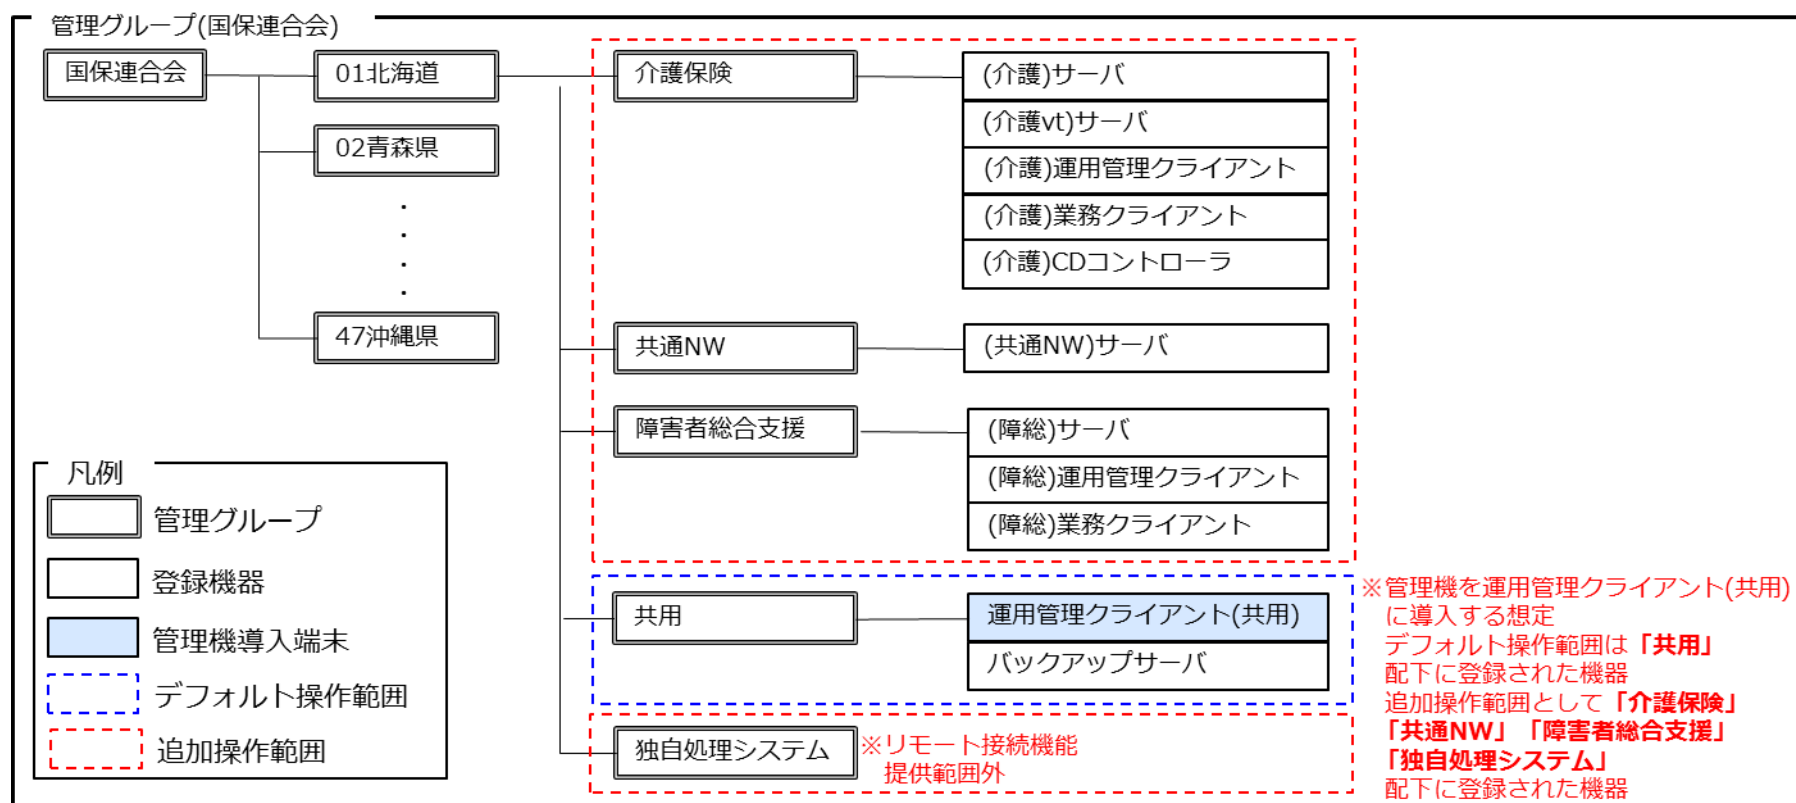 管理グループ(国保連合会)
国保連合会
01北海道
02青森県
・
・
・
・
47沖縄県
介護保険
(介護)サーバ
(介護vt)サーバ
(介護)運用管理クライアント
(介護)業務クライアント
(介護)CDコントローラ
共通NW
(共通NW)サーバ
障害者総合支援
(障総)サーバ
(障総)運用管理クライアント
(障総)業務クライアント
共用
運用管理クライアント(共用)
バックアップサーバ
独自処理システム
※リモート接続機能
提供範囲外
※管理機を運用管理クライアント(共用)
に導入する想定
デフォルト操作範囲は「共用」
配下に登録された機器
追加操作範囲として「介護保険」
「共通NW」「障害者総合支援」
「独自処理システム」
配下に登録された機器
凡例
管理グループ
登録機器
管理機導入端末
デフォルト操作範囲
追加操作範囲